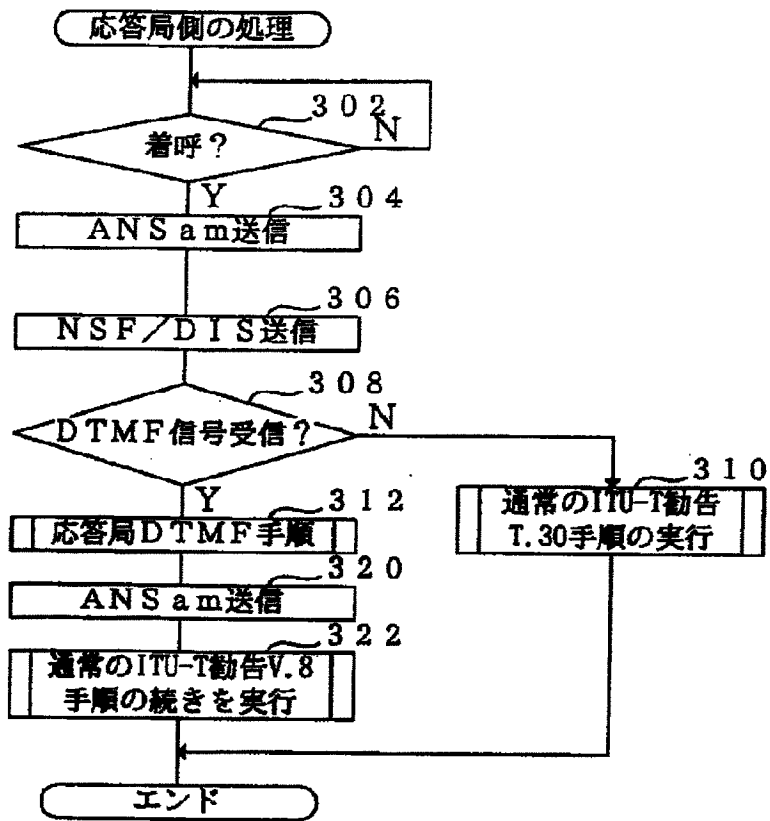 応答局側の処理
302
着呼?
N
Y
304
ANSam送信
306
NSF/DIS送信
308
DTMF信号受信?
N
Y
310
通常のITU-T勧告
T.30手順の実行
312
応答局DTMF手順
320
ANSam送信
322
通常のITU-T勧告V.8
手順の続きを実行
エンド